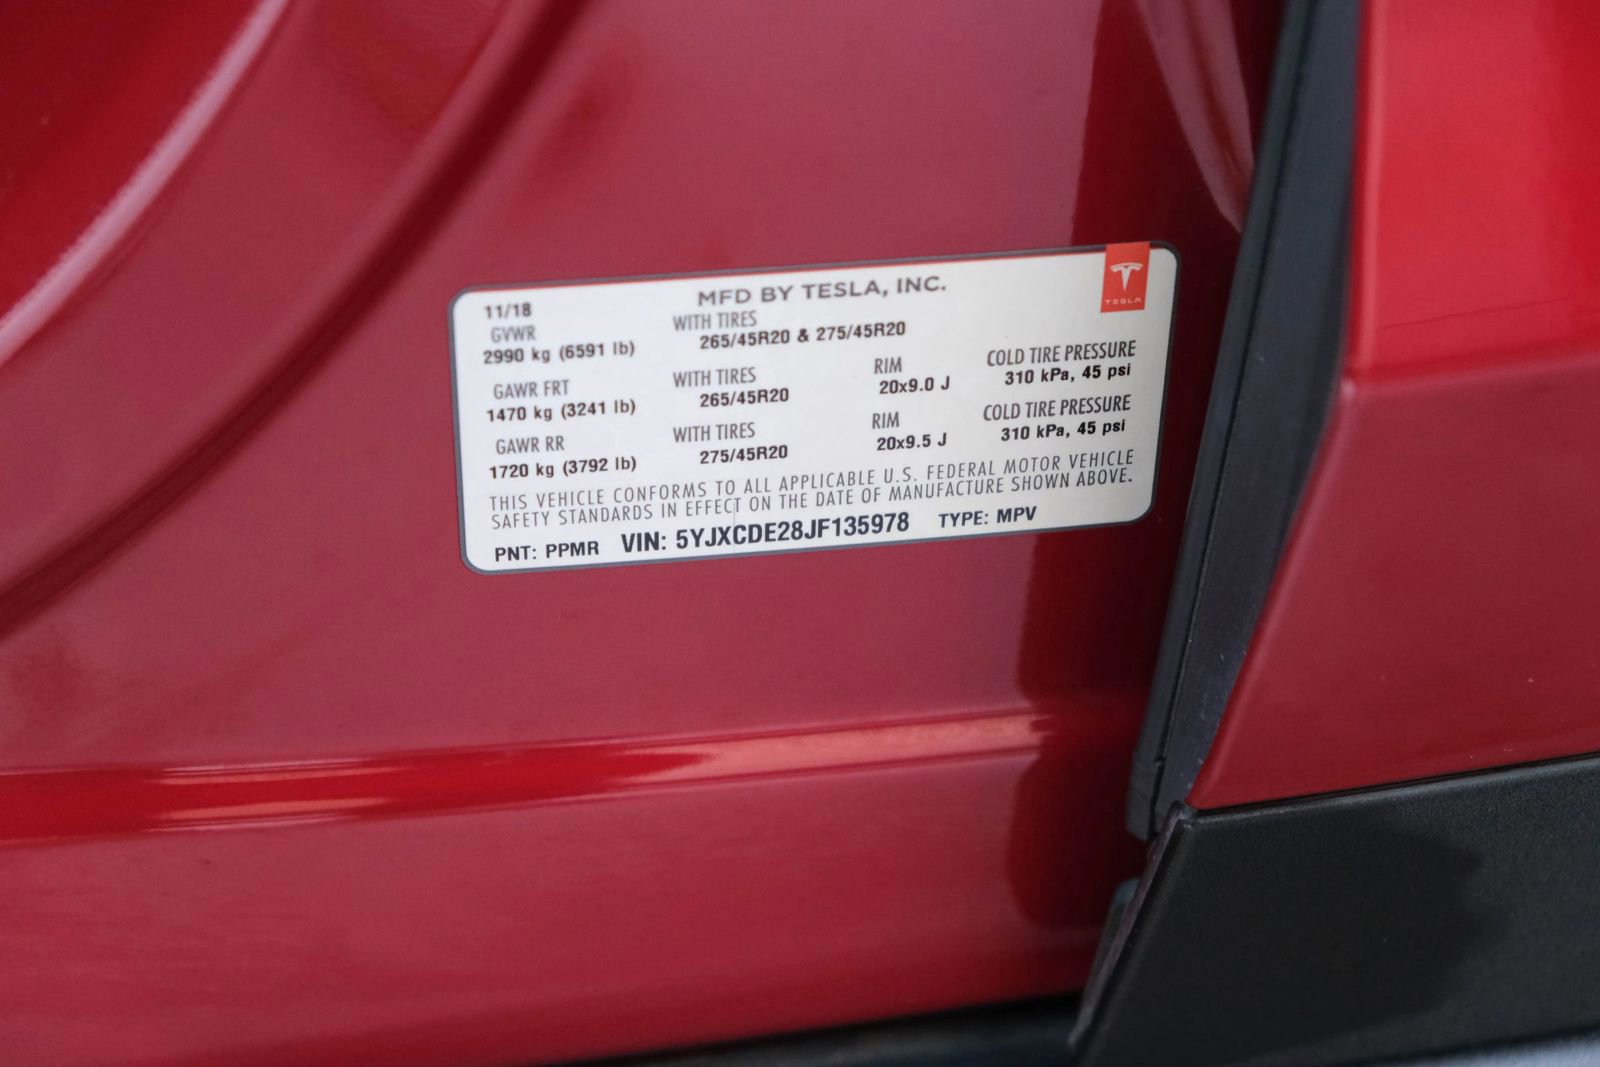 11/18 MFD BY TESLA, INC.
GVWR WITH TIRES
2990 kg (6591 lb) 265/45R20 & 275/45R20
GAWR FRT WITH TIRES RIM COLD TIRE PRESSURE
1470 kg (3241 lb) 265/45R20 20x9.0 J 310 kPa, 45 psi
GAWR RR WITH TIRES RIM COLD TIRE PRESSURE
1720 kg (3792 lb) 275/45R20 20x9.5 J 310 kPa, 45 psi
THIS VEHICLE CONFORMS TO ALL APPLICABLE U.S. FEDERAL MOTOR VEHICLE
SAFETY STANDARDS IN EFFECT ON THE DATE OF MANUFACTURE SHOWN ABOVE.
PNT: PPMR VIN: 5YJXCDE28JF135978 TYPE: MPV
TESLA